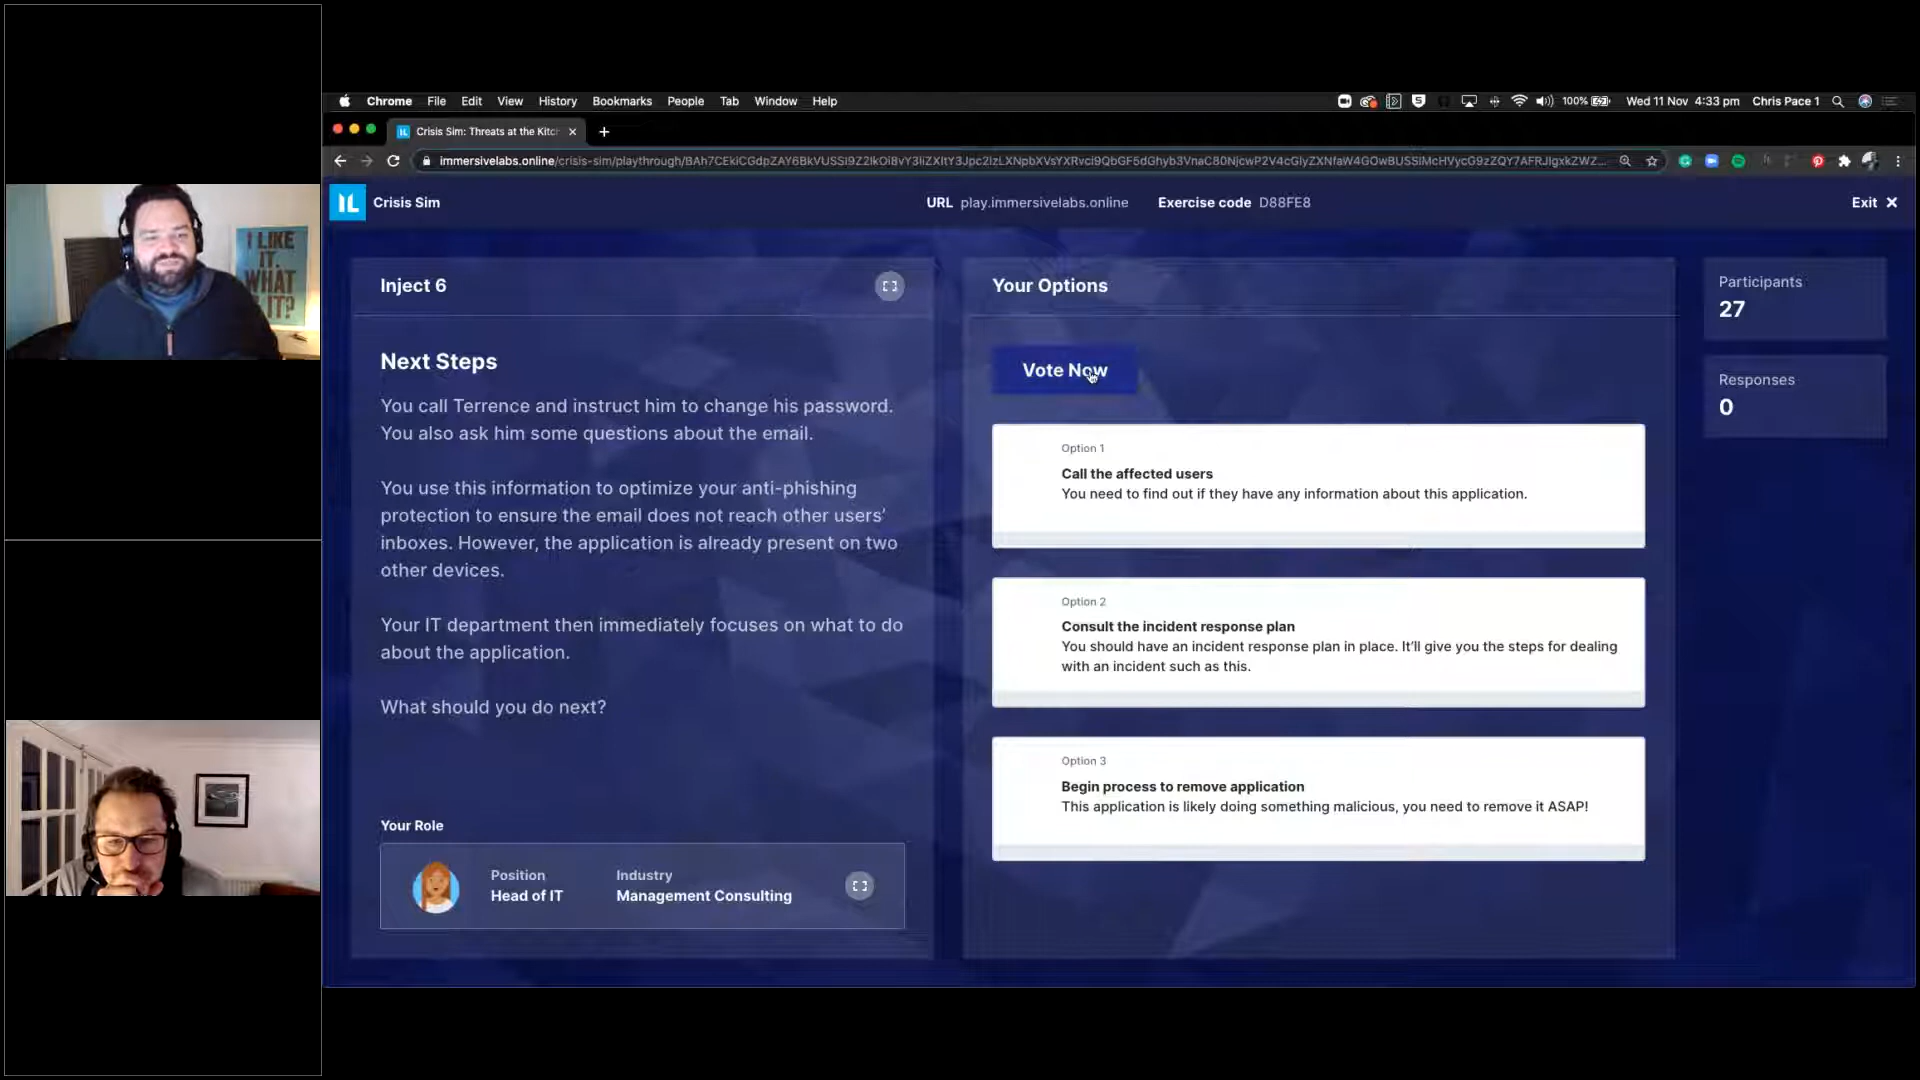 Chrome File Edit View History Bookmarks People Tab Window Help
100% Wed 11 Nov 4:33 pm Chris Pace 1
Crisis Sim: Threats at the Kitc
IL Crisis Sim
URL play.immersivelabs.online Exercise code D88FE8
Exit
Inject 6
Next Steps
You call Terrence and instruct him to change his password.
You also ask him some questions about the email.
You use this information to optimize your anti-phishing
protection to ensure the email does not reach other users'
inboxes. However, the application is already present on two
other devices.
Your IT department then immediately focuses on what to do
about the application.
What should you do next?
Your Role
Position
Head of IT
Industry
Management Consulting
Your Options
Vote Now
Option 1
Call the affected users
You need to find out if they have any information about this application.
Option 2
Consult the incident response plan
You should have an incident response plan in place. It'll give you the steps for dealing
with an incident such as this.
Option 3
Begin process to remove application
This application is likely doing something malicious, you need to remove it ASAP!
Participants
27
Responses
0
I LIKE
IT.
WHAT
IT?